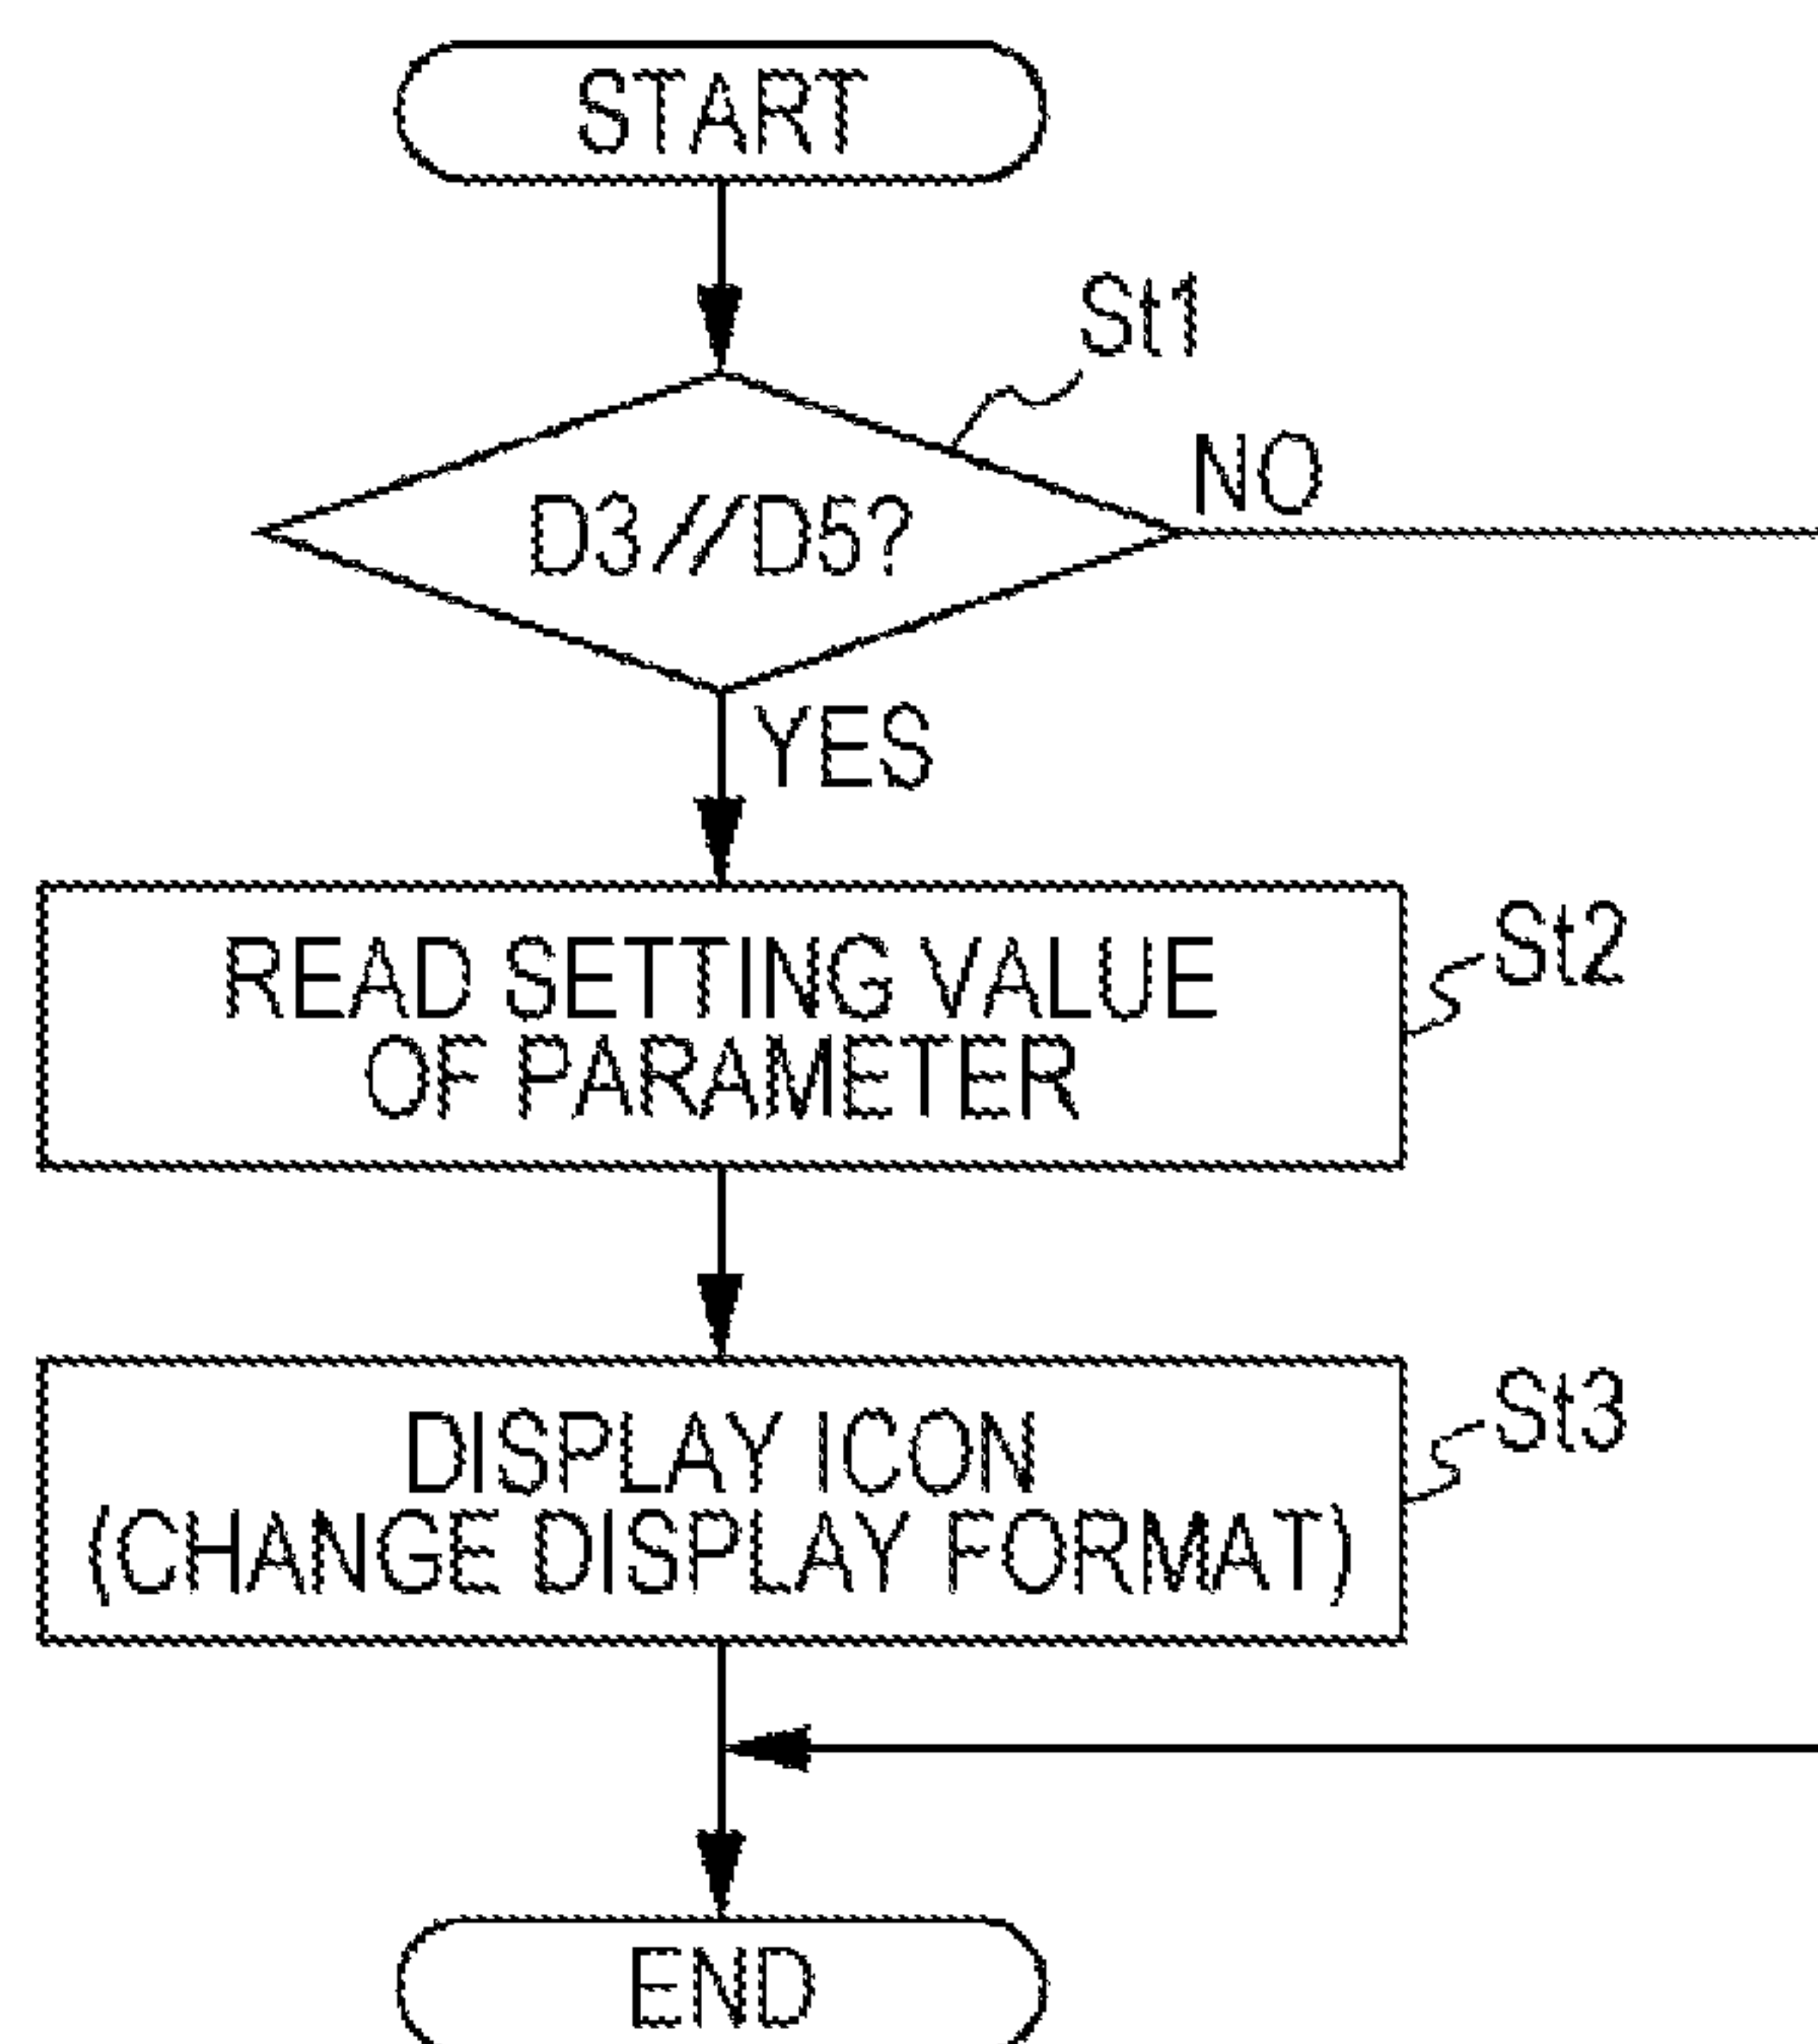 START
St1
D3//D5?
NO
YES
READ SETTING VALUE
OF PARAMETER
St2
DISPLAY ICON
(CHANGE DISPLAY FORMAT)
St3
END